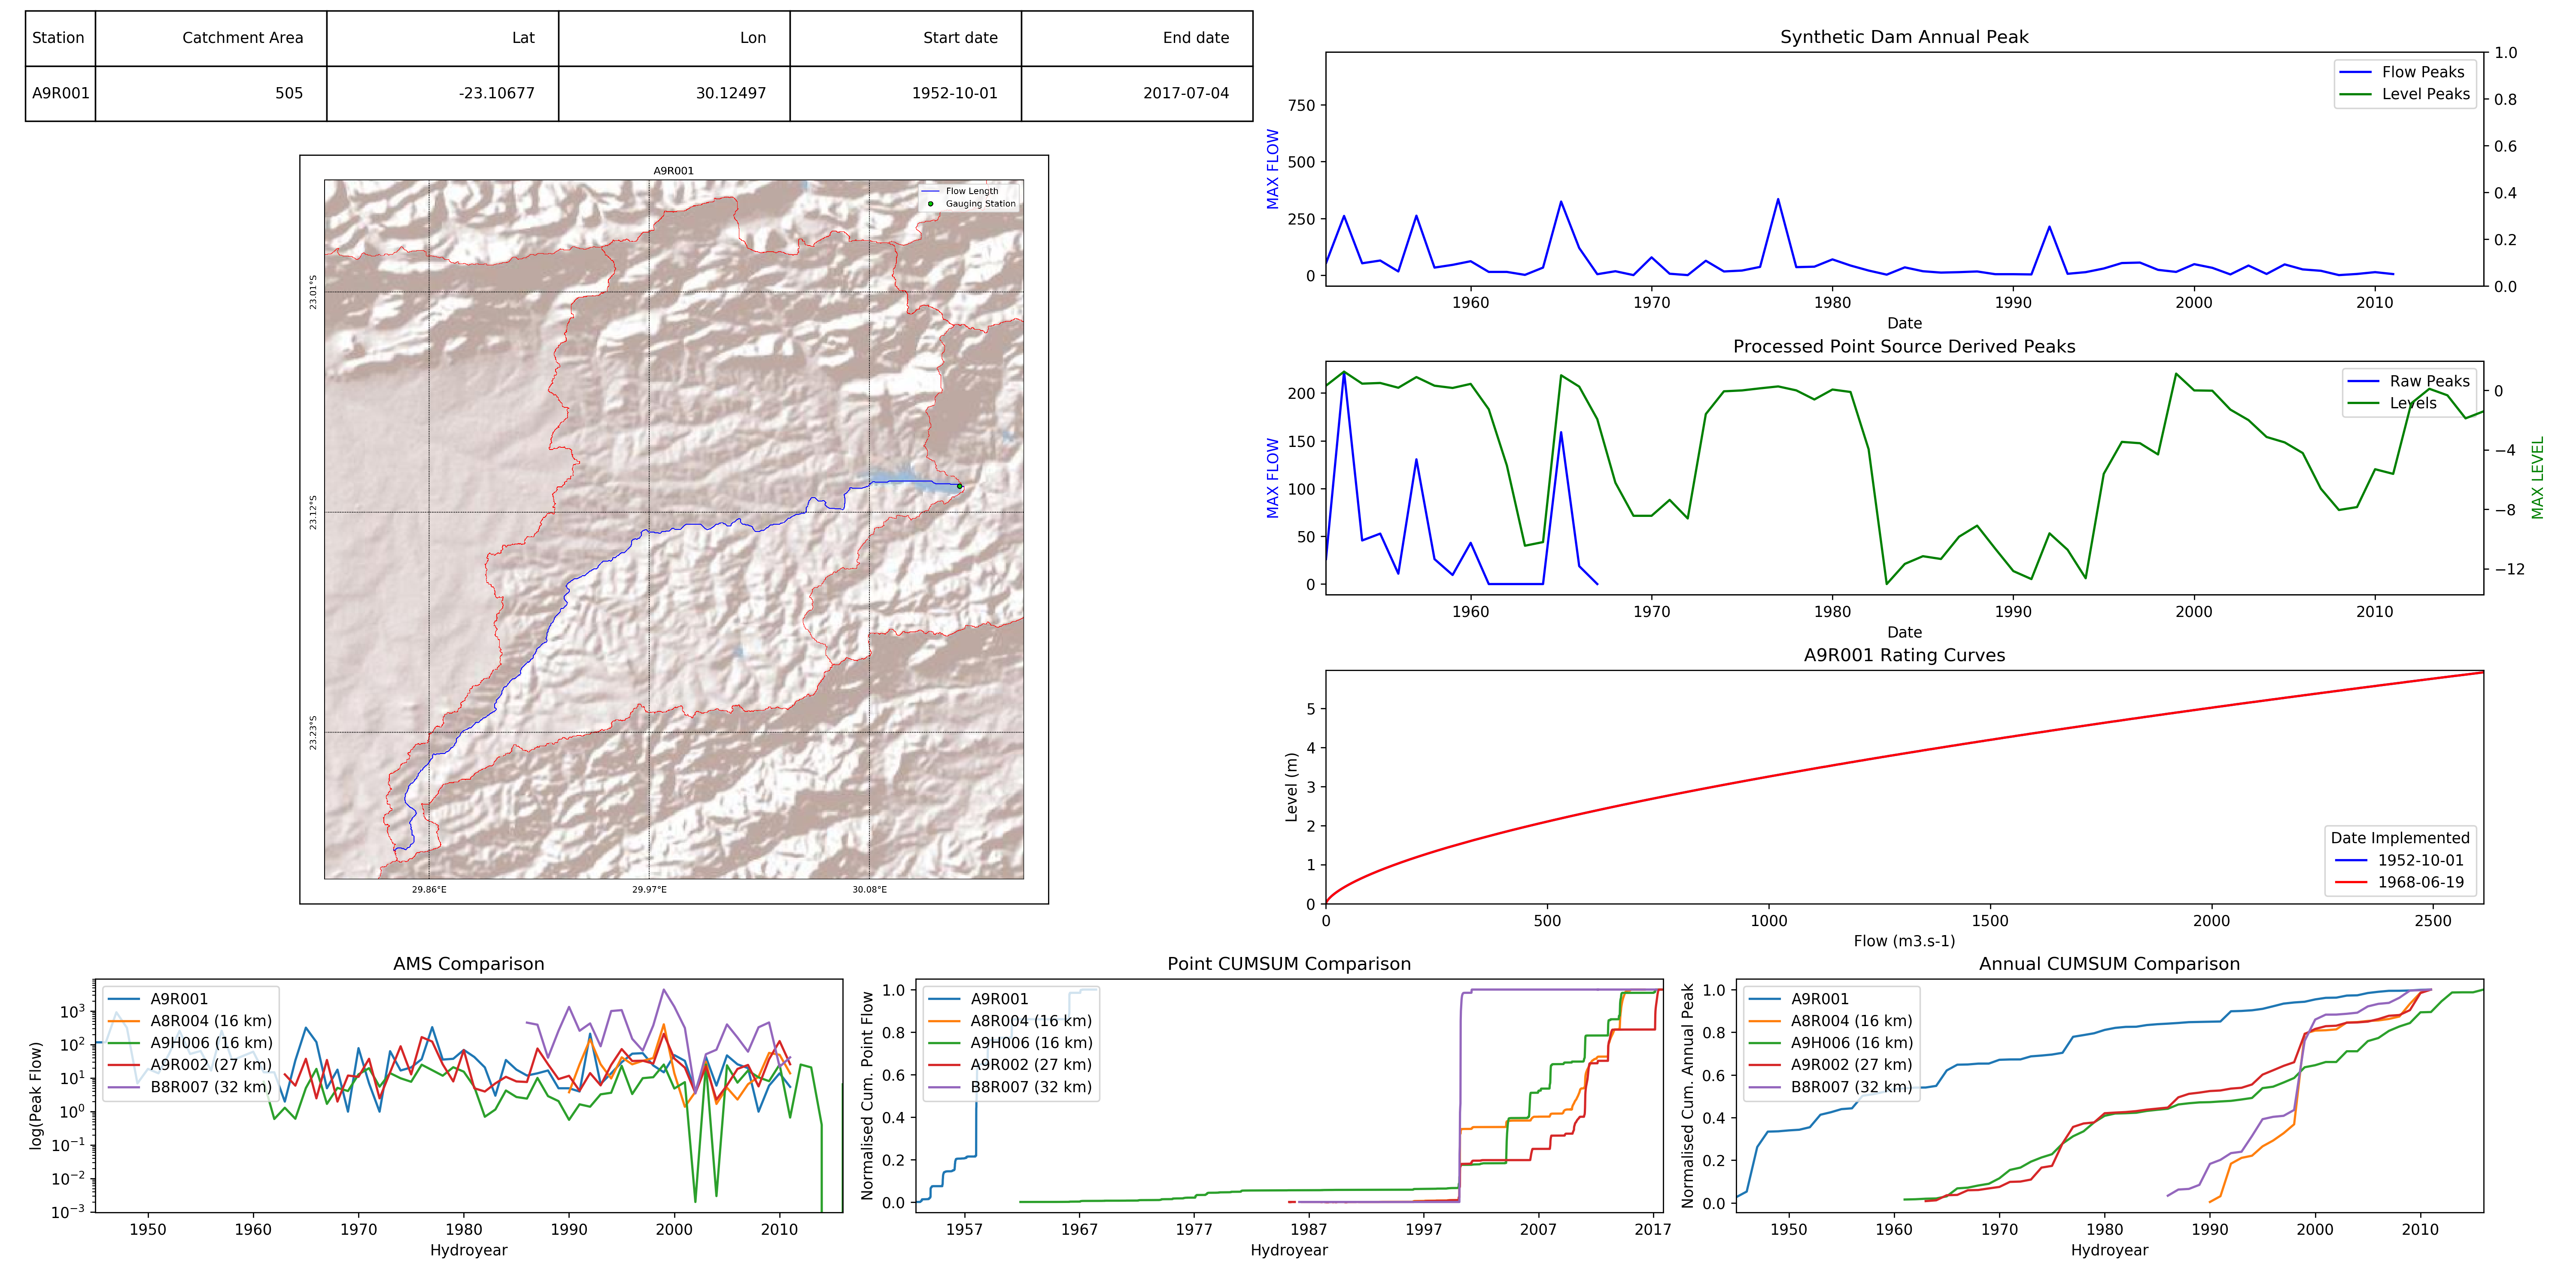 Station Catchment Area Lat Lon Start date End date
A9R001 505 -23.10677 30.12497 1952-10-01 2017-07-04
A9R001
Flow Length
Gauging Station
23.01°S
23.12°S
23.23°S
29.86°E 29.97°E 30.08°E
Synthetic Dam Annual Peak
Flow Peaks
Level Peaks
MAX FLOW
750
500
250
0
1.0
0.8
0.6
0.4
0.2
0.0
1960 1970 1980 1990 2000 2010
Date
Processed Point Source Derived Peaks
Raw Peaks
Levels
MAX FLOW
200
150
100
50
0
0
−4
−8
−12
MAX LEVEL
1960 1970 1980 1990 2000 2010
Date
A9R001 Rating Curves
Level (m)
5
4
3
2
1
0
Date Implemented
1952-10-01
1968-06-19
0 500 1000 1500 2000 2500
Flow (m3.s-1)
AMS Comparison
A9R001
A8R004 (16 km)
A9H006 (16 km)
A9R002 (27 km)
B8R007 (32 km)
log(Peak Flow)
10³
10²
10¹
10⁰
10⁻¹
10⁻²
10⁻³
1950 1960 1970 1980 1990 2000 2010
Hydroyear
Point CUMSUM Comparison
A9R001
A8R004 (16 km)
A9H006 (16 km)
A9R002 (27 km)
B8R007 (32 km)
Normalised Cum. Point Flow
1.0
0.8
0.6
0.4
0.2
0.0
1957 1967 1977 1987 1997 2007 2017
Hydroyear
Annual CUMSUM Comparison
A9R001
A8R004 (16 km)
A9H006 (16 km)
A9R002 (27 km)
B8R007 (32 km)
Normalised Cum. Annual Peak
1.0
0.8
0.6
0.4
0.2
0.0
1950 1960 1970 1980 1990 2000 2010
Hydroyear